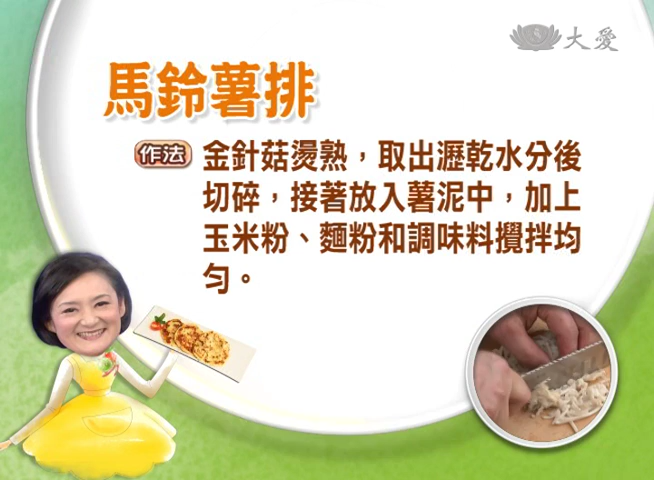 大愛
馬鈴薯排
作法 金針菇燙熟，取出瀝乾水分後
切碎，接著放入薯泥中，加上
玉米粉、麵粉和調味料攪拌均
勻。